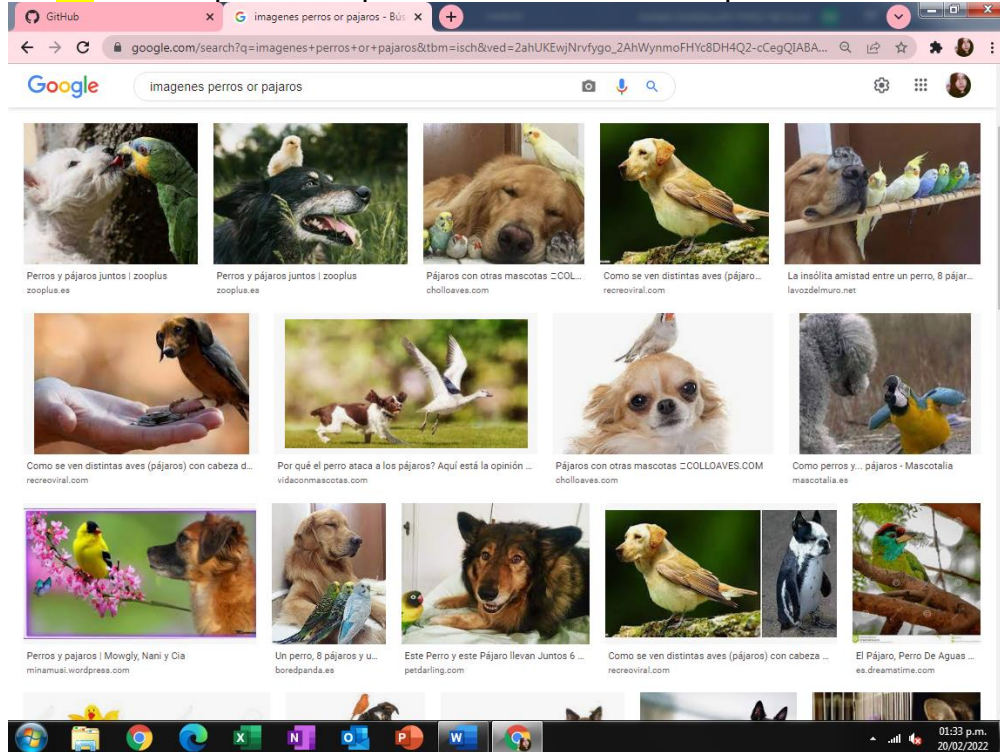 GitHub
imagenes perros or pajaros - Bús
google.com/search?q=imagenes+perros+or+pajaros&tbm=isch&ved=2ahUKEwjNrvfygo_2AhWynmoFHYc8DH4Q2-cCegQIABA...
Google
imagenes perros or pajaros
Perros y pájaros juntos | zooplus
zooplus.es
Perros y pájaros juntos | zooplus
zooplus.es
Pájaros con otras mascotas □COL...
cholloaves.com
Como se ven distintas aves (pájaro...
recreoviral.com
La insólita amistad entre un perro, 8 pájar...
lavozdelmuro.net
Como se ven distintas aves (pájaros) con cabeza d...
recreoviral.com
Por qué el perro ataca a los pájaros? Aquí está la opinión ...
vidaconmascotas.com
Pájaros con otras mascotas □COLLOAVES.COM
cholloaves.com
Como perros y... pájaros - Mascotalia
mascotalia.es
Perros y pajaros | Mowgly, Nani y Cia
minamusi.wordpress.com
Un perro, 8 pájaros y u...
boredpanda.es
Este Perro y este Pájaro llevan Juntos 6 ...
petdarling.com
Como se ven distintas aves (pájaros) con cabeza ...
recreoviral.com
El Pájaro, Perro De Aguas ...
es.dreamstime.com
01:33 p.m.
20/02/2022